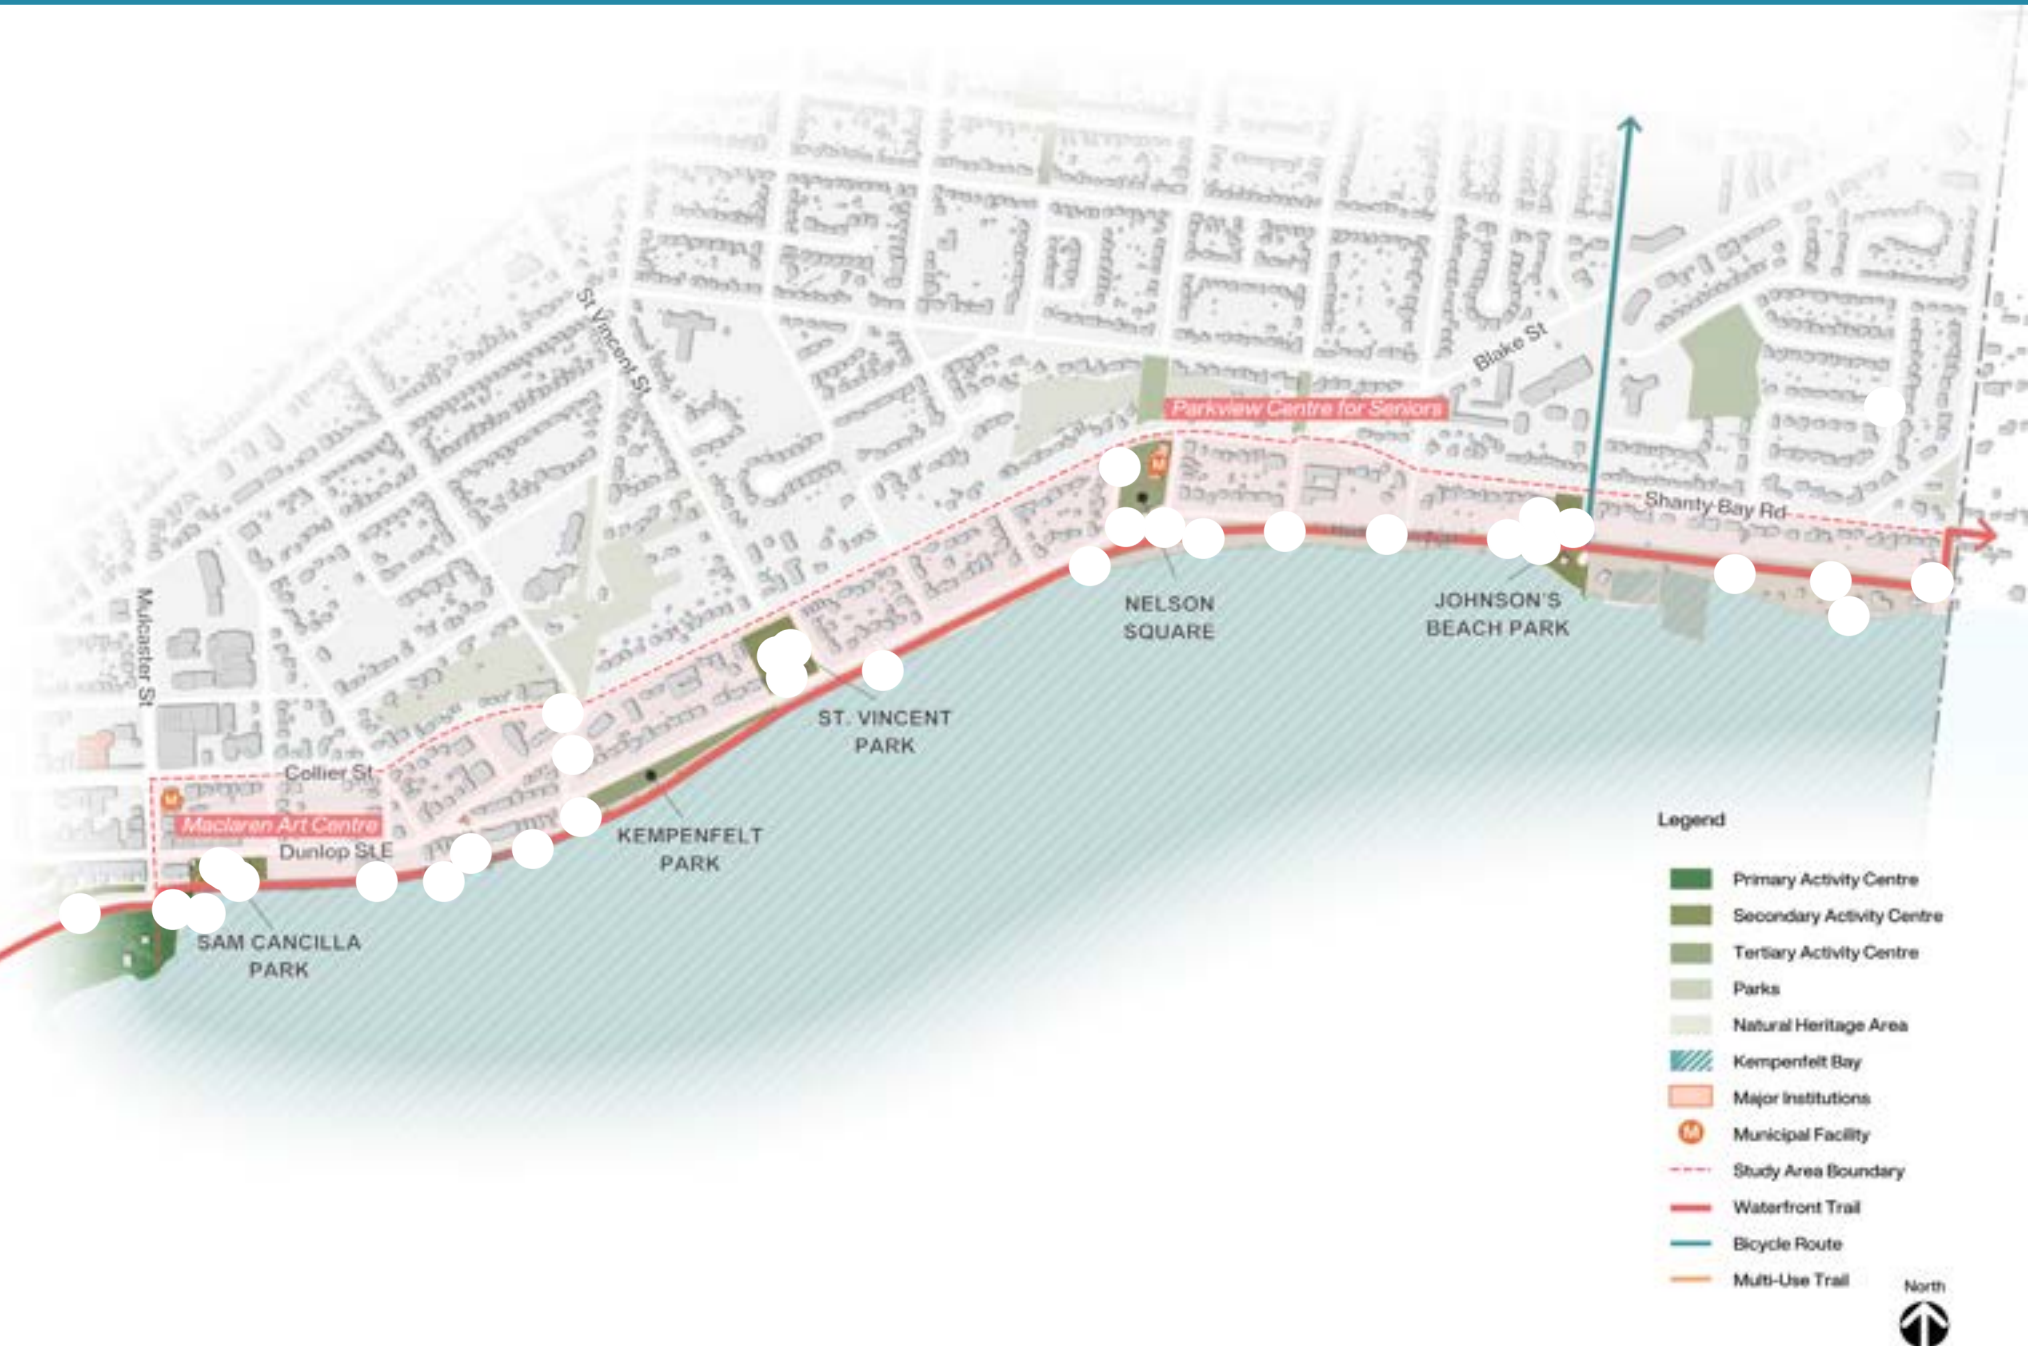 St Vincent St
Blake St
Parkview Centre for Seniors
M
Shanty Bay Rd
Mulcaster St
NELSON
SQUARE
JOHNSON'S
BEACH PARK
ST. VINCENT
PARK
Collier St
M
Maclaren Art Centre
Dunlop St E
KEMPENFELT
PARK
SAM CANCILLA
PARK
Legend
Primary Activity Centre
Secondary Activity Centre
Tertiary Activity Centre
Parks
Natural Heritage Area
Kempenfelt Bay
Major Institutions
M
Municipal Facility
Study Area Boundary
Waterfront Trail
Bicycle Route
Multi-Use Trail
North